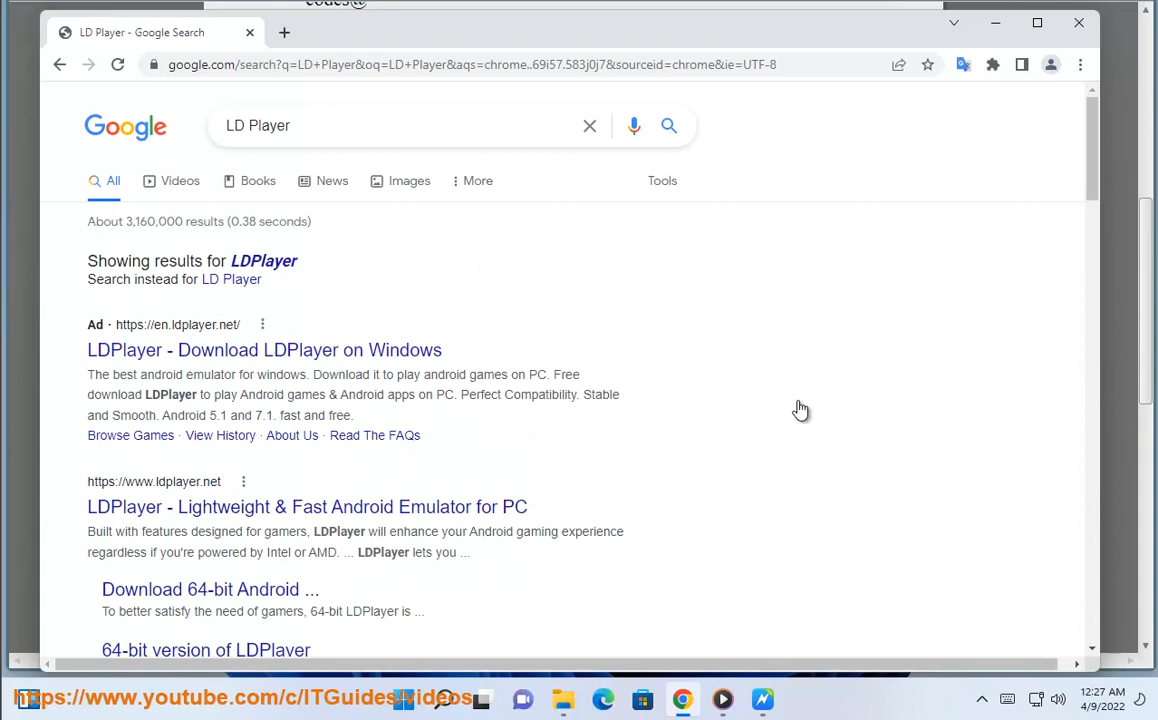 codes@
LD Player - Google Search
google.com/search?q=LD+Player&oq=LD+Player&aqs=chrome..69i57.583j0j7&sourceid=chrome&ie=UTF-8
Google
LD Player
All Videos Books News Images More Tools
About 3,160,000 results (0.38 seconds)
Showing results for LDPlayer
Search instead for LD Player
Ad · https://en.ldplayer.net/
LDPlayer - Download LDPlayer on Windows
The best android emulator for windows. Download it to play android games on PC. Free
download LDPlayer to play Android games & Android apps on PC. Perfect Compatibility. Stable
and Smooth. Android 5.1 and 7.1. fast and free.
Browse Games · View History · About Us · Read The FAQs
https://www.ldplayer.net
LDPlayer - Lightweight & Fast Android Emulator for PC
Built with features designed for gamers, LDPlayer will enhance your Android gaming experience
regardless if you're powered by Intel or AMD. ... LDPlayer lets you ...
Download 64-bit Android ...
To better satisfy the need of gamers, 64-bit LDPlayer is ...
64-bit version of LDPlayer
https://www.youtube.com/c/ITGuides/videos
12:27 AM
4/9/2022